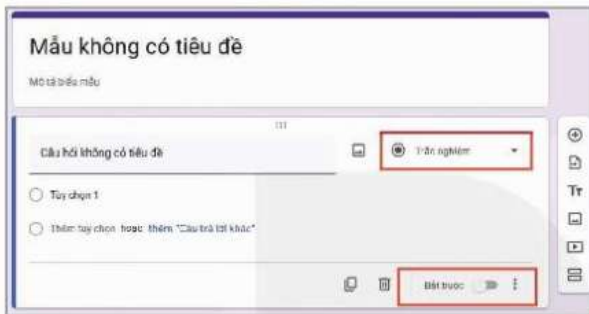 Mẫu không có tiêu đề
Mô tả biểu mẫu
Câu hỏi không có tiêu đề
Trắc nghiệm
Tùy chọn 1
Thêm tùy chọn hoặc thêm "Câu trả lời khác"
Bắt buộc
Tт